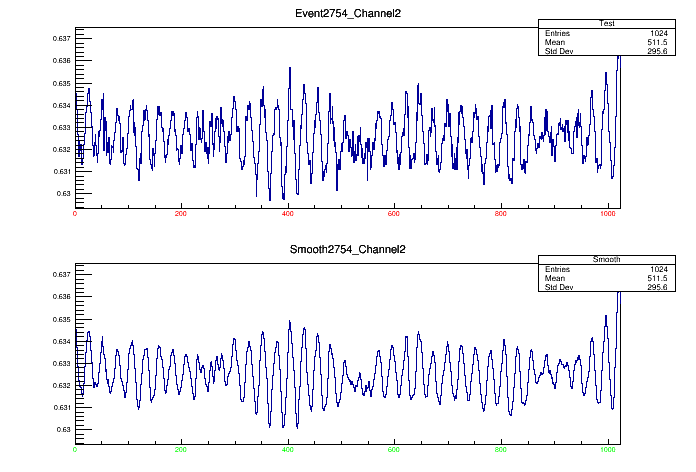 Event2754_Channel2
Test
Entries 1024
Mean 511.5
Std Dev 295.6
0.637
0.636
0.635
0.634
0.633
0.632
0.631
0.63
0 200 400 600 800 1000
Smooth2754_Channel2
Smooth
Entries 1024
Mean 511.5
Std Dev 295.6
0.637
0.636
0.635
0.634
0.633
0.632
0.631
0.63
0 200 400 600 800 1000